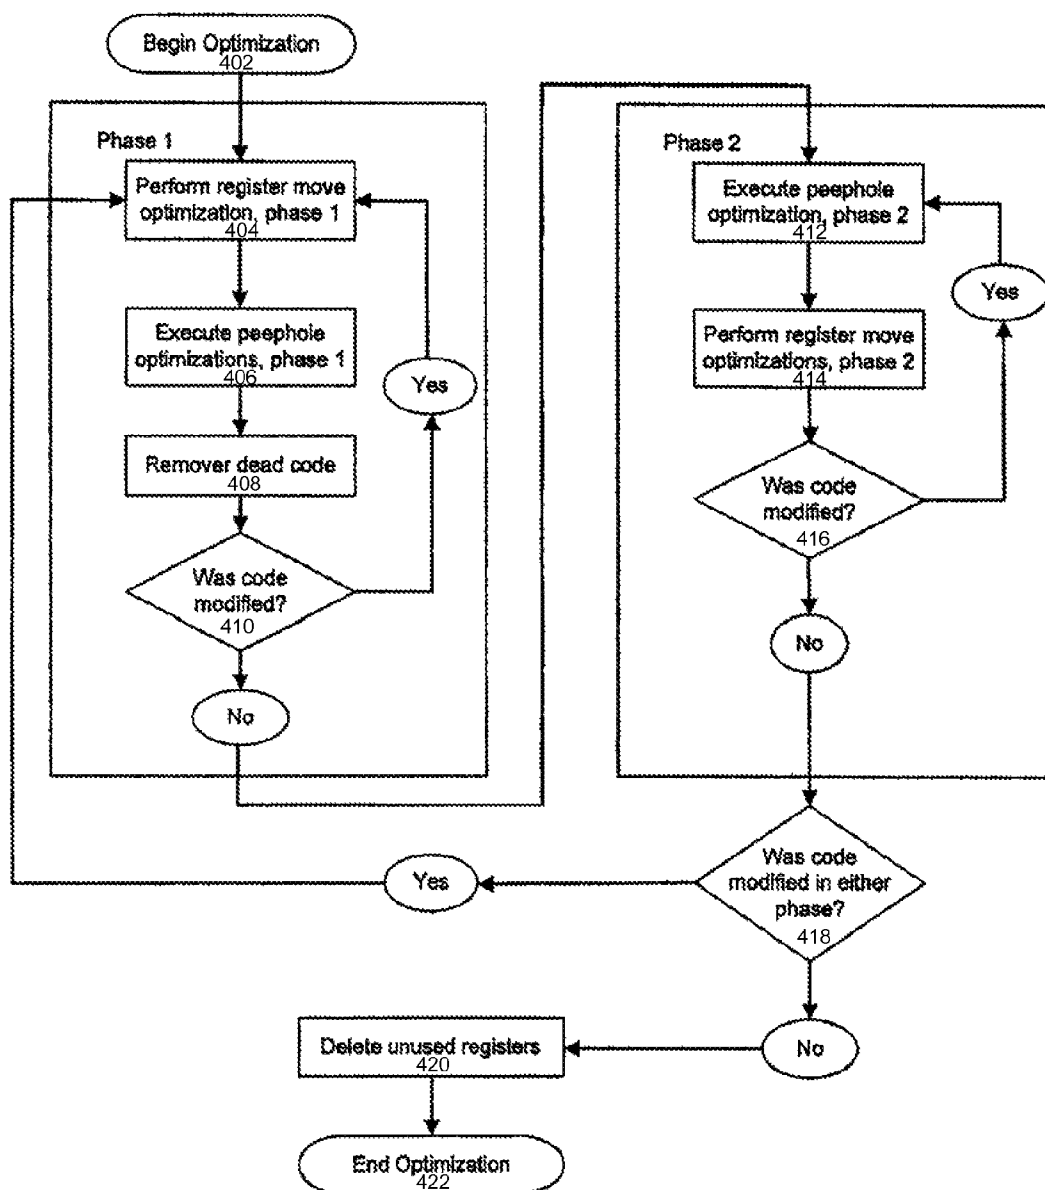 Begin Optimization
402
Phase 1
Perform register move
optimization, phase 1
404
Execute peephole
optimizations, phase 1
406
Yes
Remover dead code
408
Was code
modified?
410
No
Phase 2
Execute peephole
optimization, phase 2
412
Yes
Perform register move
optimizations, phase 2
414
Was code
modified?
416
No
Was code
modified in either
phase?
418
Yes
No
Delete unused registers
420
End Optimization
422